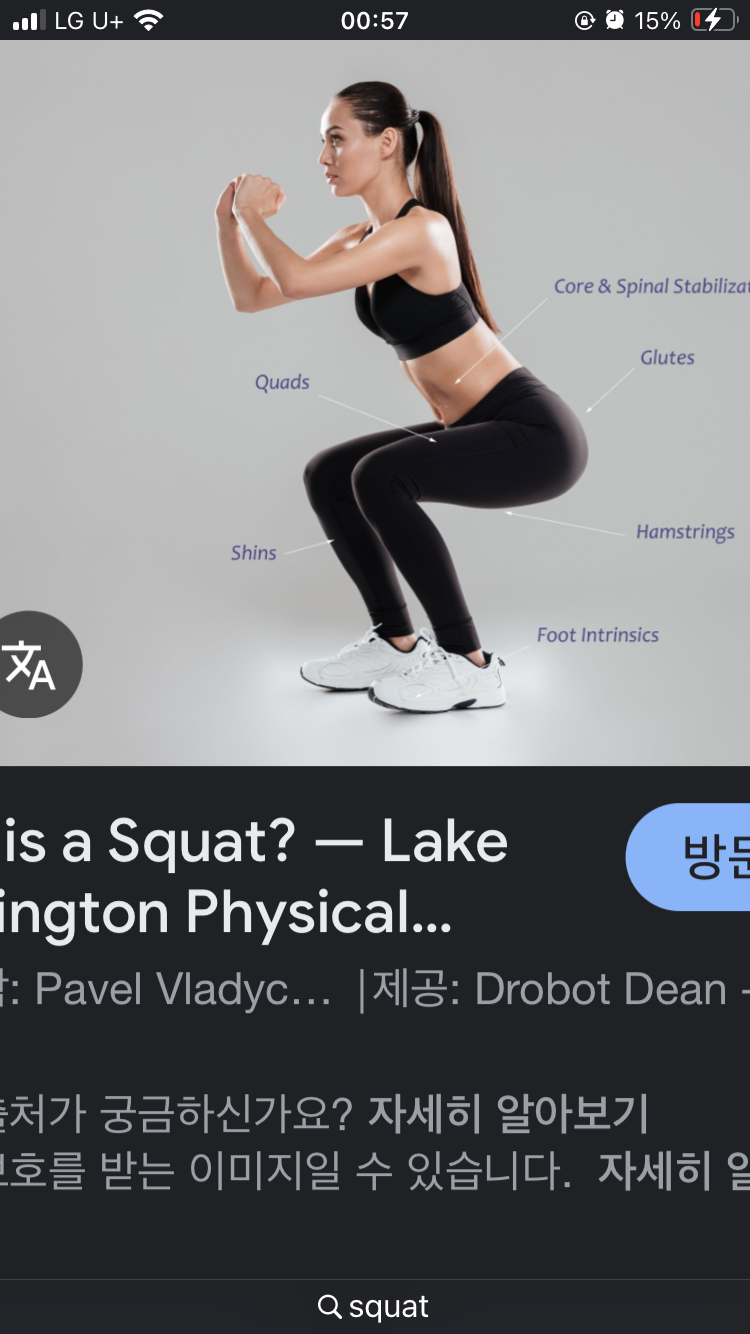 LG U+ 00:57 15%
Core & Spinal
Glutes
Quads
Hamstrings
Shins
Foot Intrinsics
is a Squat? — Lake
ington Physical...
방문
: Pavel Vladyc... | 제공: Drobot Dean -
출처가 궁금하신가요? 자세히 알아보기
보호를 받는 이미지일 수 있습니다. 자세히
squat